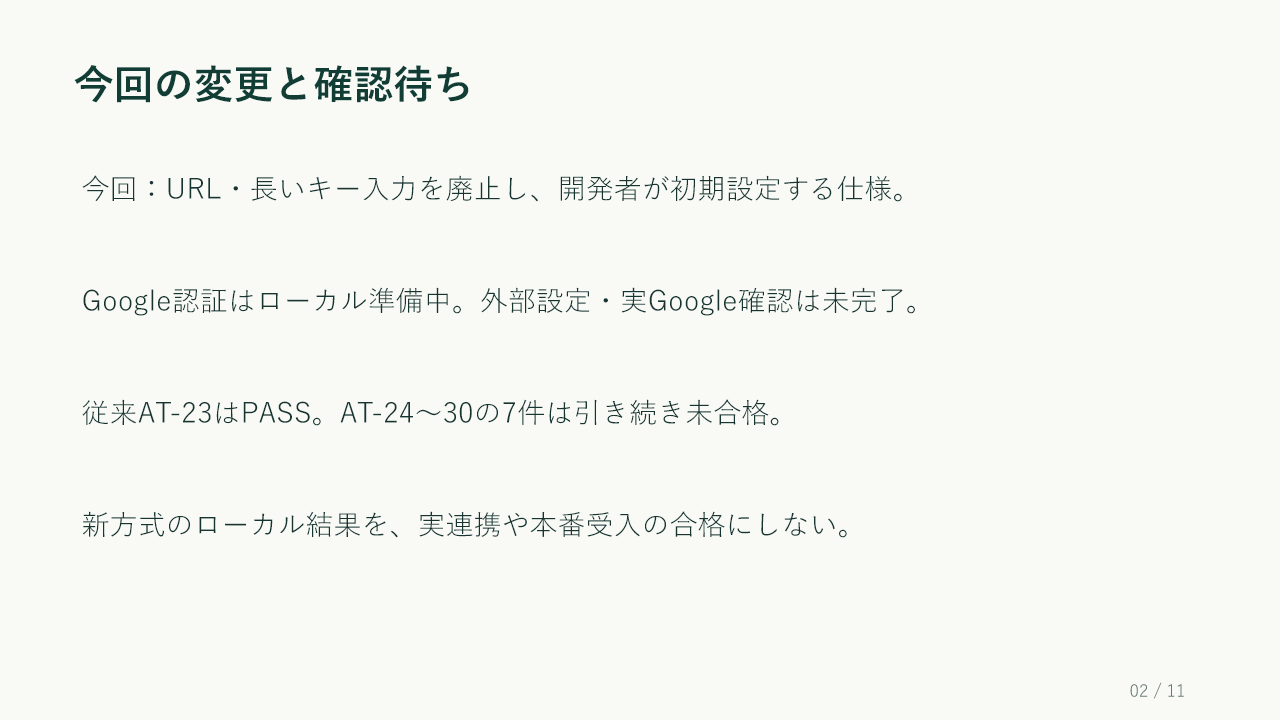 今回の変更と確認待ち
今回：URL・長いキー入力を廃止し、開発者が初期設定する仕様。
Google認証はローカル準備中。外部設定・実Google確認は未完了。
従来AT-23はPASS。AT-24～30の7件は引き続き未合格。
新方式のローカル結果を、実連携や本番受入の合格にしない。
02 / 11